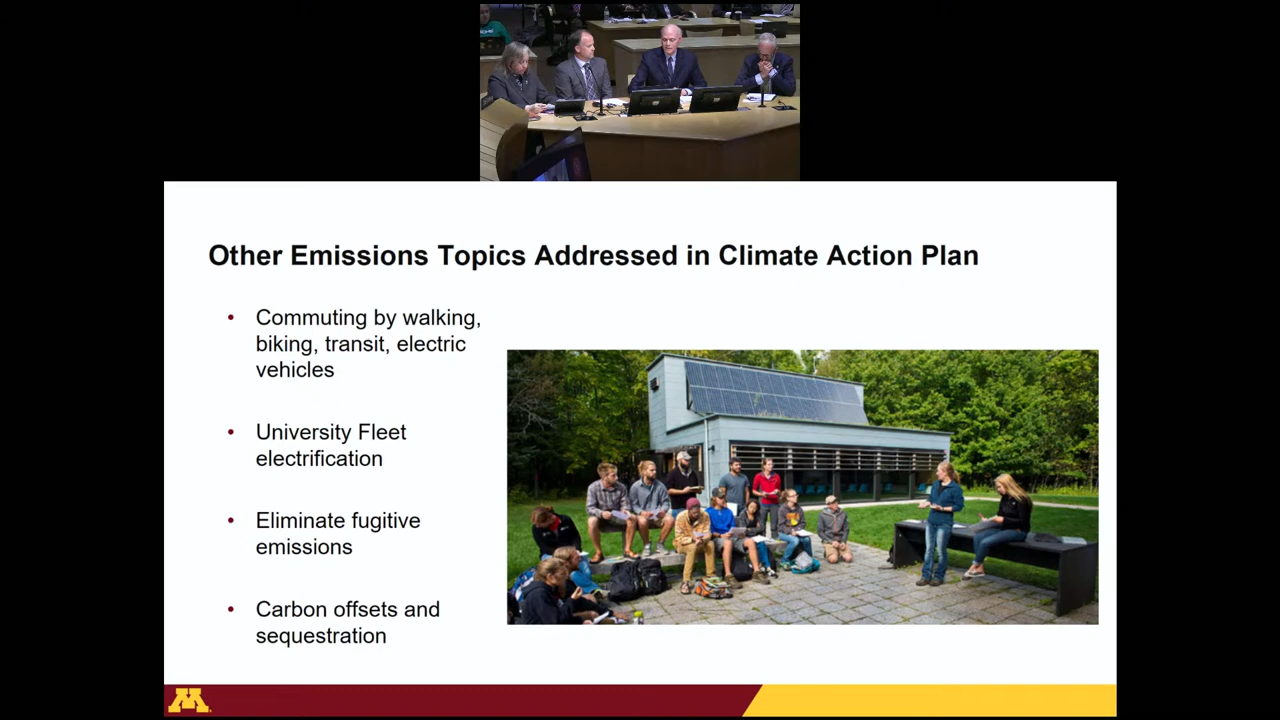 Other Emissions Topics Addressed in Climate Action Plan
• Commuting by walking,
biking, transit, electric
vehicles
• University Fleet
electrification
• Eliminate fugitive
emissions
• Carbon offsets and
sequestration
M